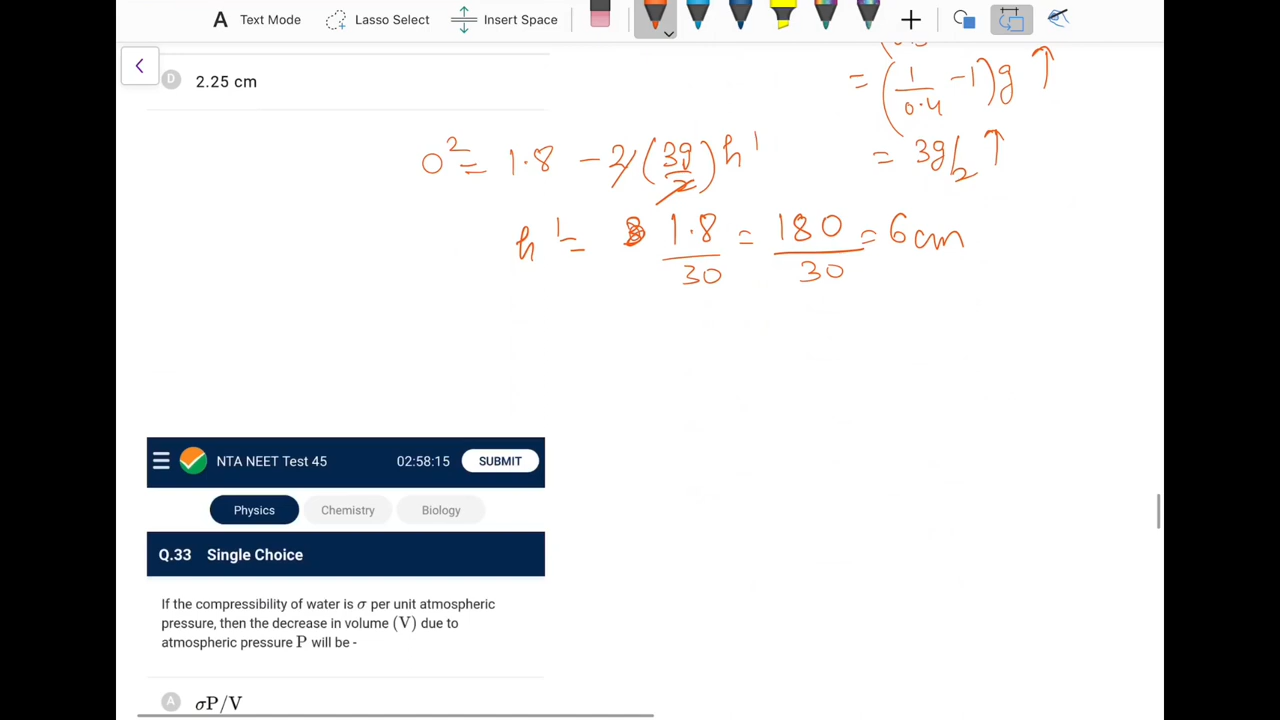 Text Mode
Lasso Select
Insert Space
D 2.25 cm
= (1/0.4 - 1)g ↑
= 3g/2 ↑
0² = 1.8 - 2(3g/2)h'
h' = 1.8/30 = 180/30 = 6cm
NTA NEET Test 45 02:58:15 SUBMIT
Physics Chemistry Biology
Q.33 Single Choice
If the compressibility of water is σ per unit atmospheric
pressure, then the decrease in volume (V) due to
atmospheric pressure P will be -
A σP/V